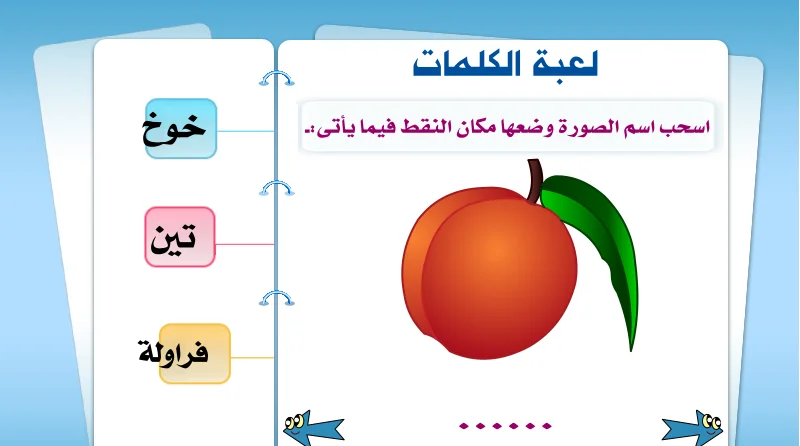 لعبة الكلمات
اسحب اسم الصورة وضعها مكان النقط فيما يأتى :ـ
خوخ
تين
فراولة